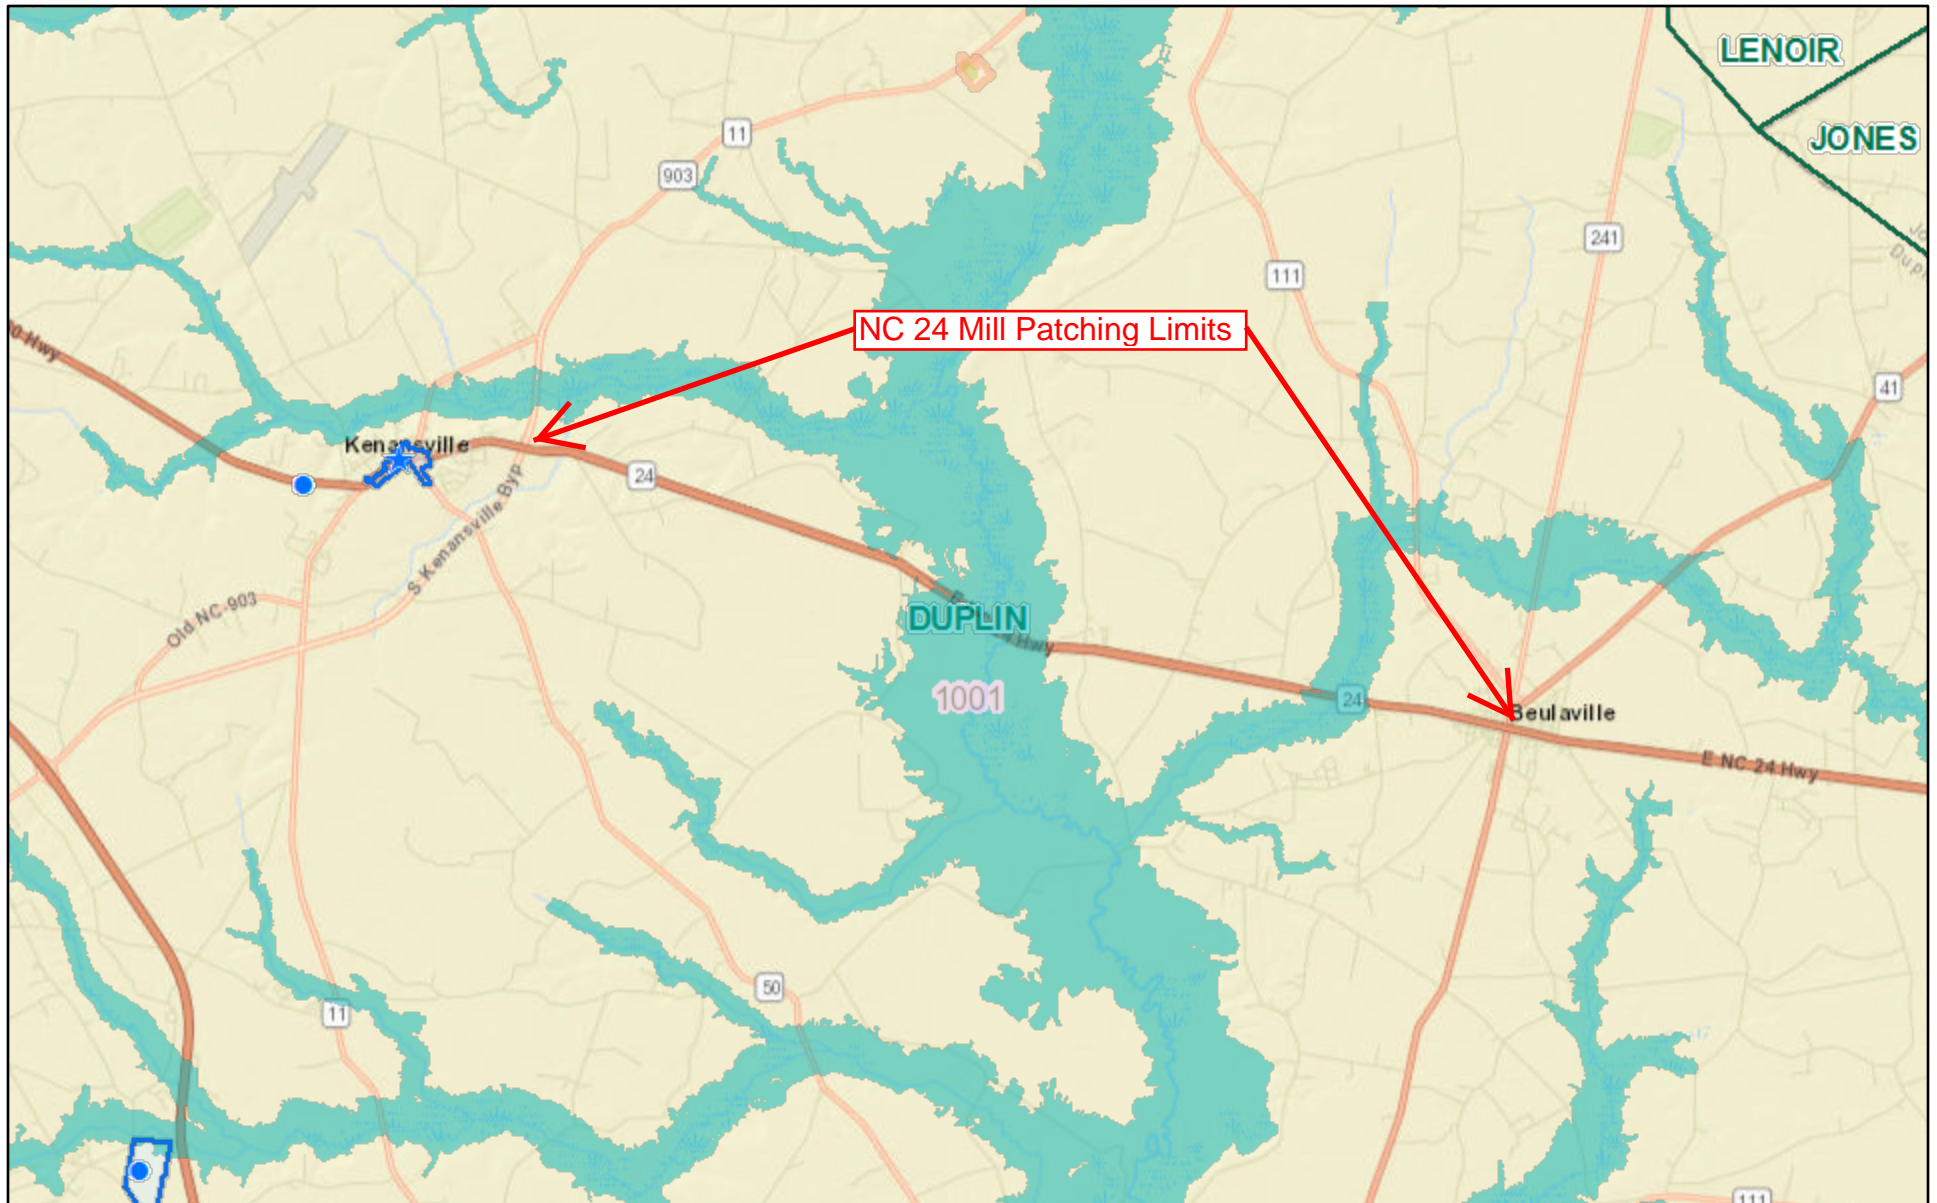 LENOIR
JONES
11
903
241
111
NC 24 Mill Patching Limits
41
Kenansville
24
S Kenansville Byp
Old NC-903
DUPLIN
Hwy
1001
24
Beulaville
E NC 24 Hwy
50
11
111